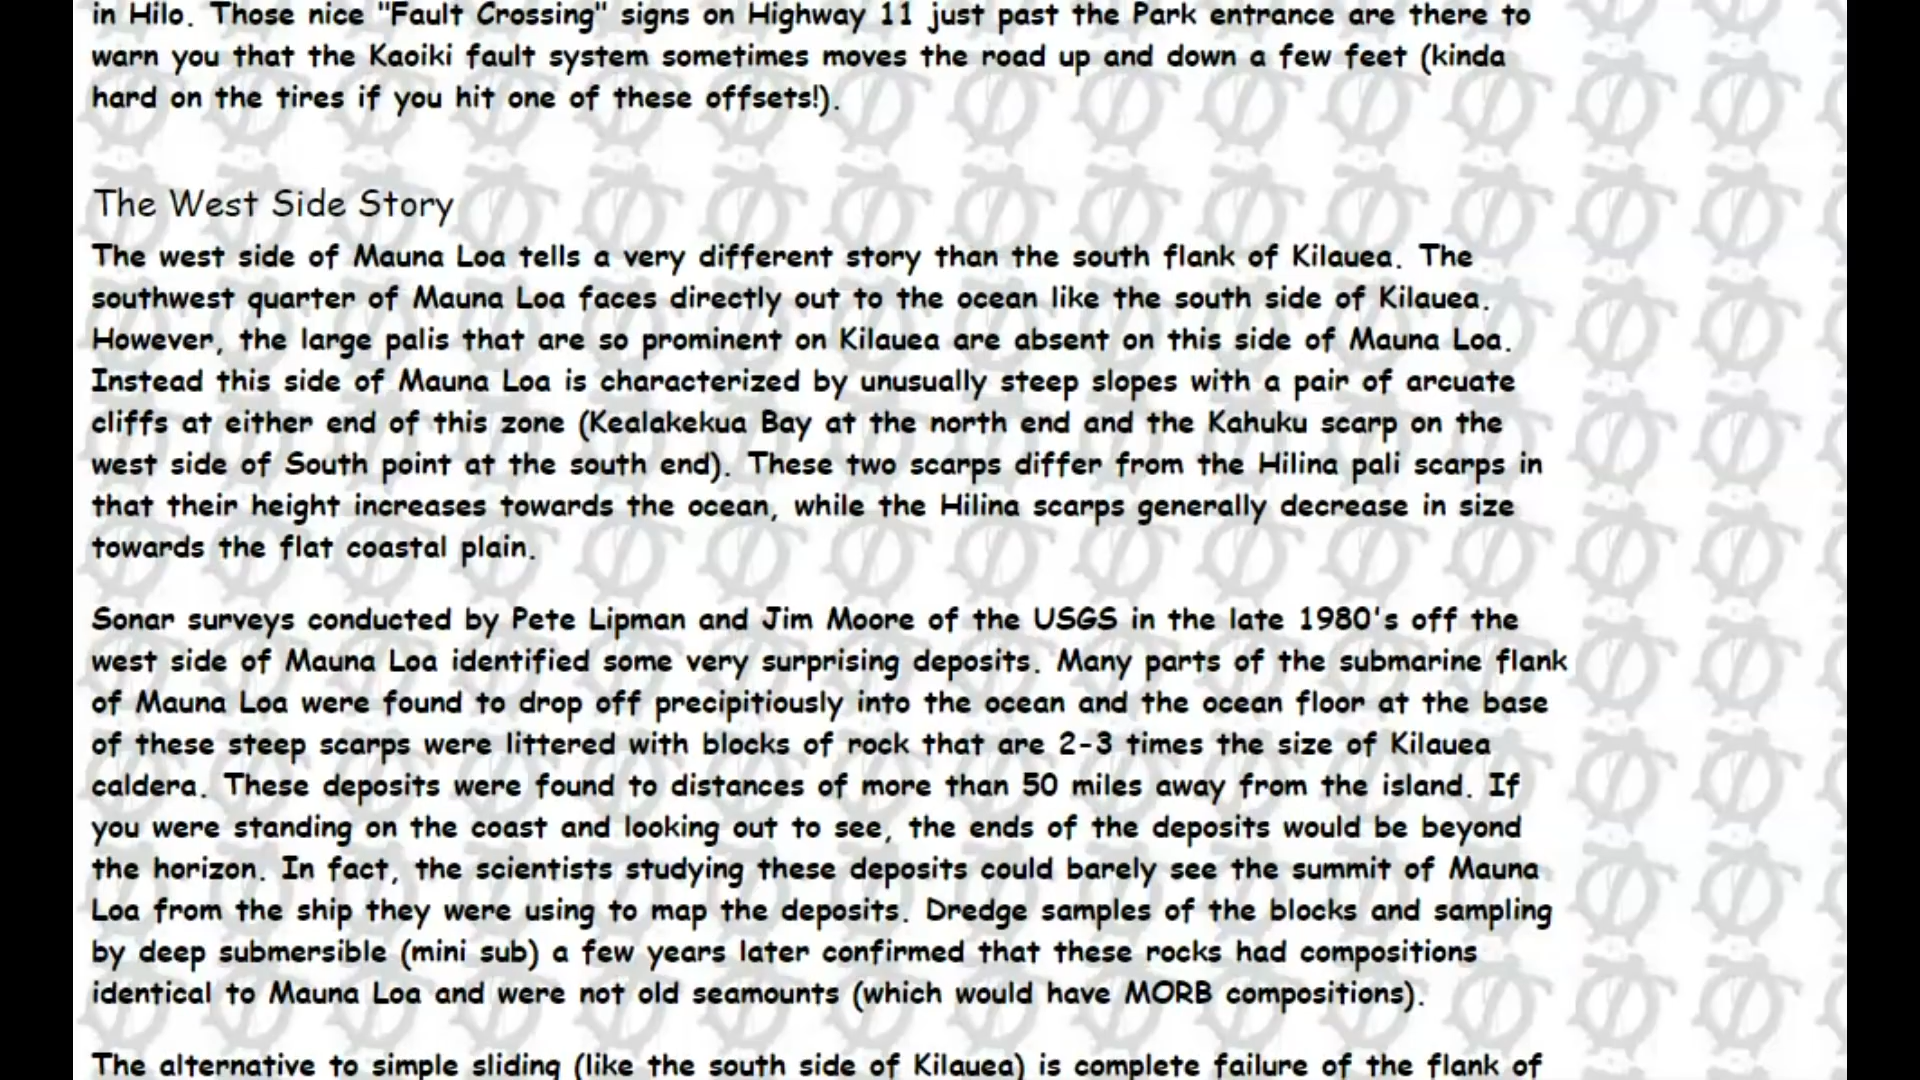 in Hilo. Those nice "Fault Crossing" signs on Highway 11 just past the Park entrance are there to
warn you that the Kaoiki fault system sometimes moves the road up and down a few feet (kinda
hard on the tires if you hit one of these offsets!).
The West Side Story
The west side of Mauna Loa tells a very different story than the south flank of Kilauea. The
southwest quarter of Mauna Loa faces directly out to the ocean like the south side of Kilauea.
However, the large palis that are so prominent on Kilauea are absent on this side of Mauna Loa.
Instead this side of Mauna Loa is characterized by unusually steep slopes with a pair of arcuate
cliffs at either end of this zone (Kealakekua Bay at the north end and the Kahuku scarp on the
west side of South point at the south end). These two scarps differ from the Hilina pali scarps in
that their height increases towards the ocean, while the Hilina scarps generally decrease in size
towards the flat coastal plain.
Sonar surveys conducted by Pete Lipman and Jim Moore of the USGS in the late 1980's off the
west side of Mauna Loa identified some very surprising deposits. Many parts of the submarine flank
of Mauna Loa were found to drop off precipitiously into the ocean and the ocean floor at the base
of these steep scarps were littered with blocks of rock that are 2-3 times the size of Kilauea
caldera. These deposits were found to distances of more than 50 miles away from the island. If
you were standing on the coast and looking out to see, the ends of the deposits would be beyond
the horizon. In fact, the scientists studying these deposits could barely see the summit of Mauna
Loa from the ship they were using to map the deposits. Dredge samples of the blocks and sampling
by deep submersible (mini sub) a few years later confirmed that these rocks had compositions
identical to Mauna Loa and were not old seamounts (which would have MORB compositions).
The alternative to simple sliding (like the south side of Kilauea) is complete failure of the flank of